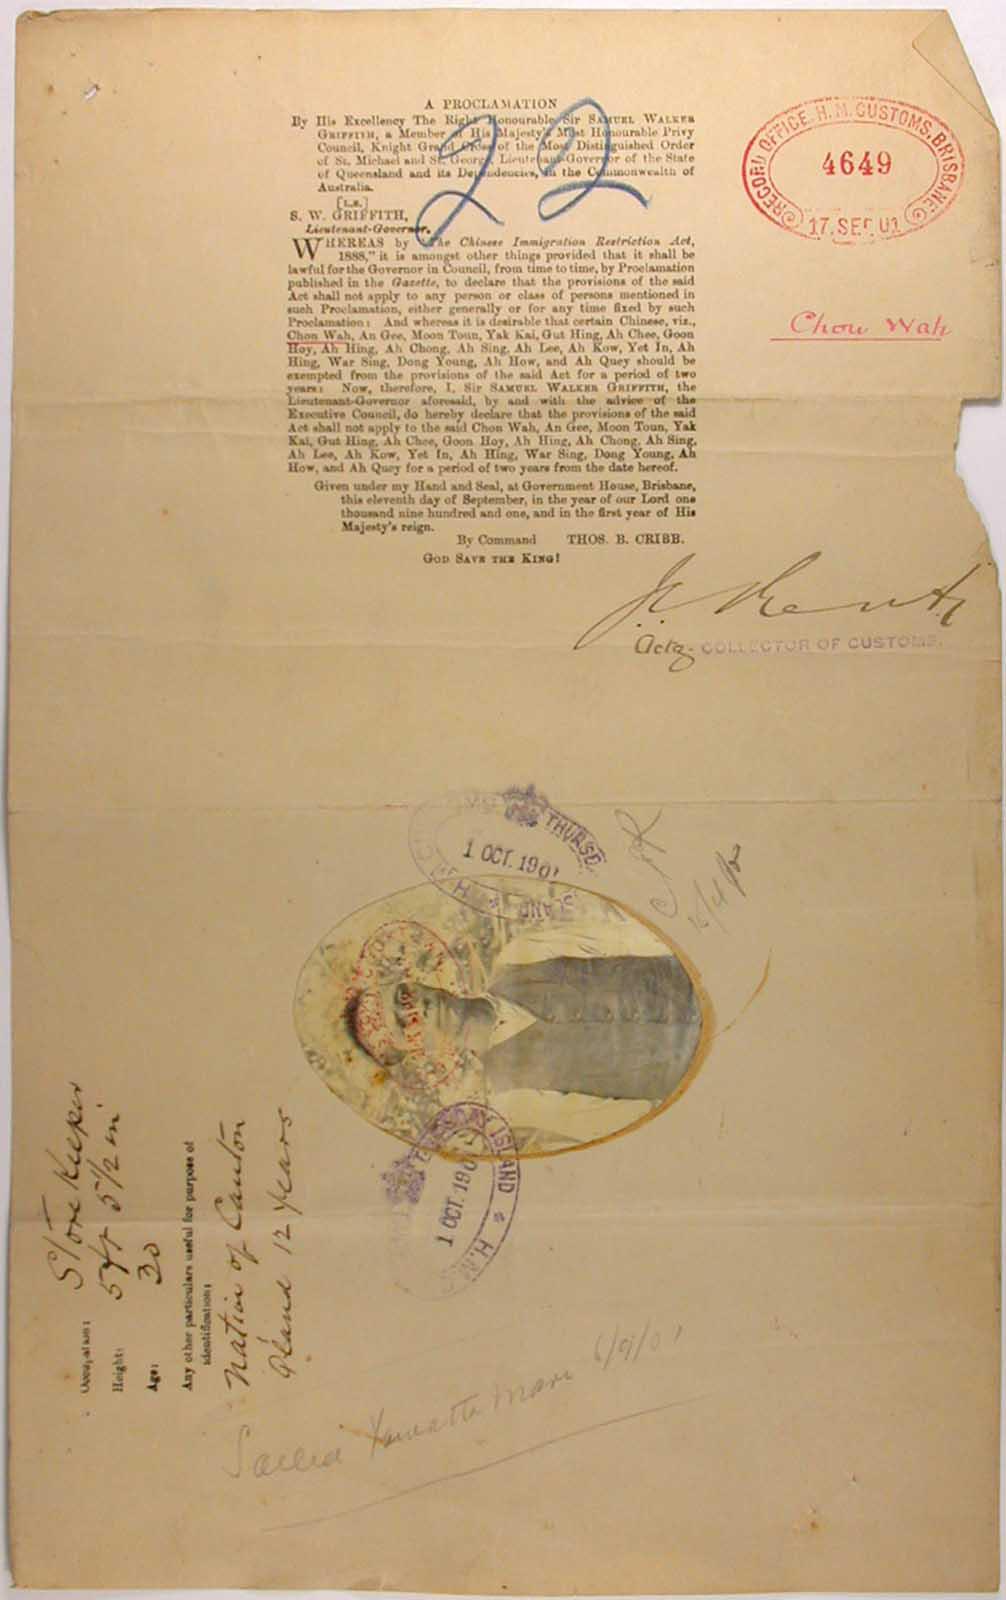 A PROCLAMATION
By His Excellency The Right Honourable Sir SAMUEL WALKER
GRIFFITH, a Member of His Majesty's Most Honourable Privy
Council, Knight Grand Cross of the Most Distinguished Order
of St. Michael and St. George, Lieutenant-Governor of the State
of Queensland and its Dependencies, in the Commonwealth of
Australia.
[L.S.]
S. W. GRIFFITH,
Lieutenant-Governor.
WHEREAS by "The Chinese Immigration Restriction Act,
1888," it is amongst other things provided that it shall be
lawful for the Governor in Council, from time to time, by Proclamation
published in the Gazette, to declare that the provisions of the said
Act shall not apply to any person or class of persons mentioned in
such Proclamation, either generally or for any time fixed by such
Proclamation: And whereas it is desirable that certain Chinese, viz.,
Chon Wah, An Gee, Moon Toun, Yak Kai, Gut Hing, Ah Chee, Goon
Hoy, Ah Hing, Ah Chong, Ah Sing, Ah Lee, Ah Kow, Yet In, Ah
Hing, War Sing, Dong Young, Ah How, and Ah Quey should be
exempted from the provisions of the said Act for a period of two
years: Now, therefore, I, Sir SAMUEL WALKER GRIFFITH, the
Lieutenant-Governor aforesaid, by and with the advice of the
Executive Council, do hereby declare that the provisions of the said
Act shall not apply to the said Chon Wah, An Gee, Moon Toun, Yak
Kai, Gut Hing, Ah Chee, Goon Hoy, Ah Hing, Ah Chong, Ah Sing,
Ah Lee, Ah Kow, Yet In, Ah Hing, War Sing, Dong Young, Ah
How, and Ah Quey for a period of two years from the date hereof.
Given under my Hand and Seal, at Government House, Brisbane,
this eleventh day of September, in the year of our Lord one
thousand nine hundred and one, and in the first year of His
Majesty's reign.
By Command THOS. B. CRIBB.
GOD SAVE THE KING!
22
RECORD OFFICE. H. M. CUSTOMS. BRISBANE
4649
17. SEP. 01
Chon Wah
Actg. COLLECTOR OF CUSTOMS.
THURSD ISLAND * H.M.
1 OCT. 1901
THURSDAY ISLAND * H.M.C
1 OCT. 190
Occupation: Storekeeper
Height: 5ft 5 1/2 in
Age: 30
Any other particulars useful for purpose of
identification:
Native of Canton
Qland 12 years
Sailed Yawatta Maru 6/9/01